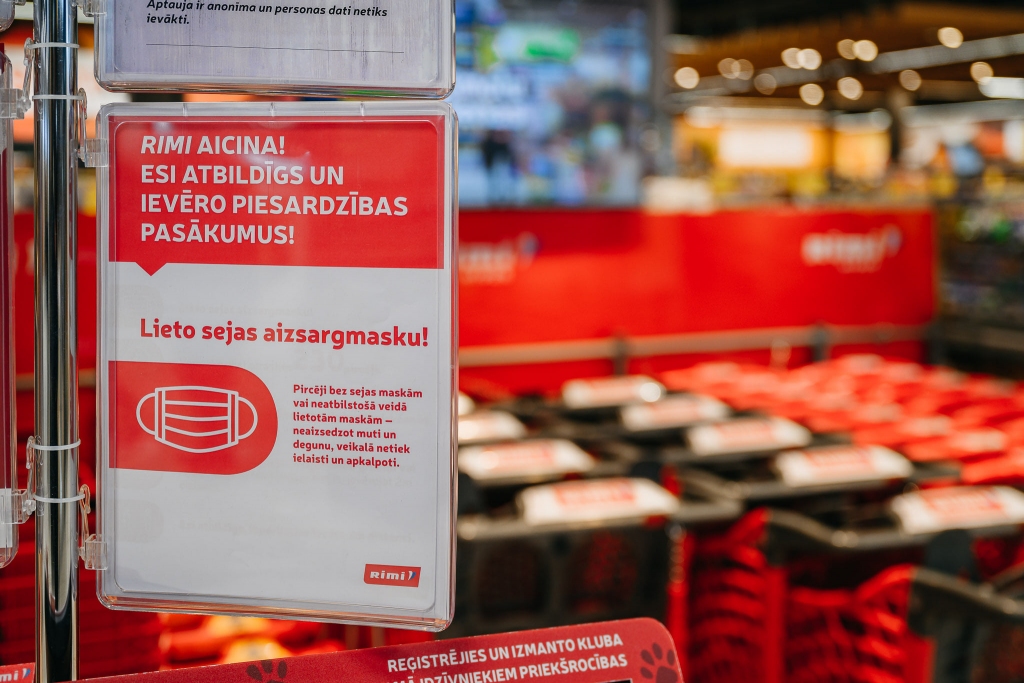 Aptauja ir anonīma un personas dati netiks
ievākti.
RIMI AICINA!
ESI ATBILDĪGS UN
IEVĒRO PIESARDZĪBAS
PASĀKUMUS!
Lieto sejas aizsargmasku!
Pircēji bez sejas maskām
vai neatbilstošā veidā
lietotām maskām –
neaizsedzot muti un
degunu, veikalā netiek
ielaisti un apkalpoti.
Rimi
Rimi
REĢISTRĒJIES UN IZMANTO KLUBA
DZĪVNIEKIEM PRIEKŠROCĪBAS